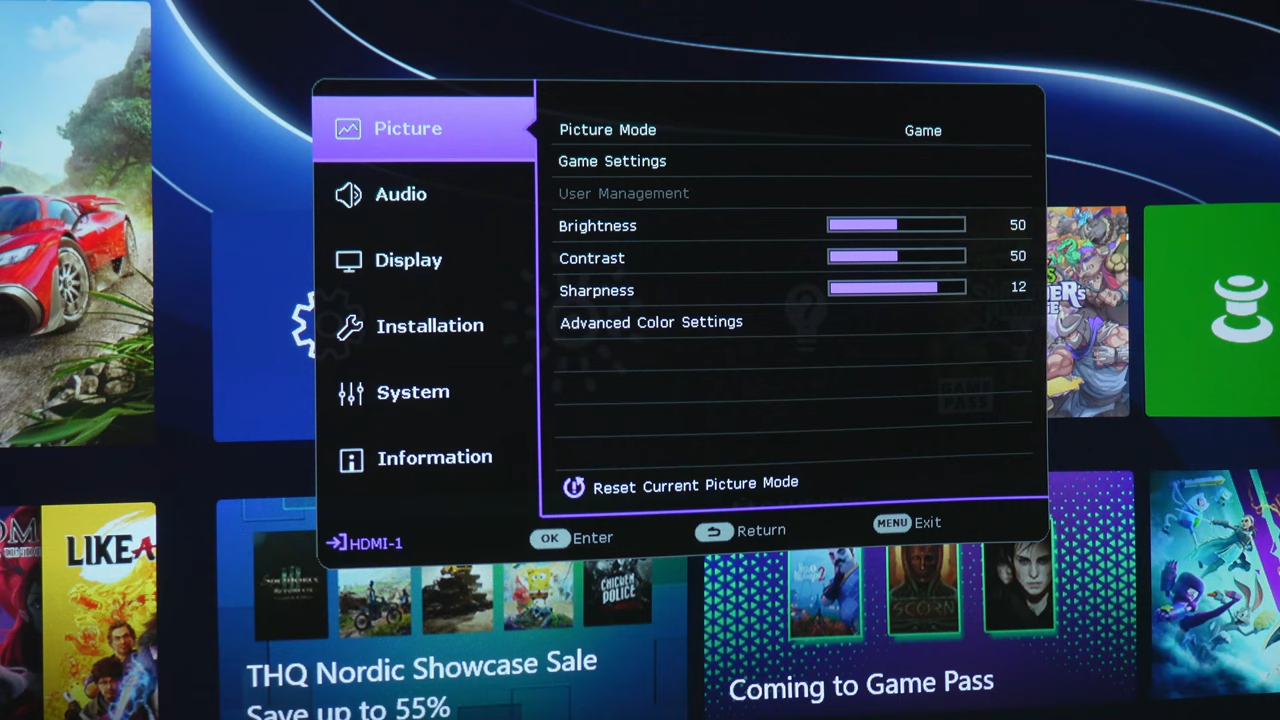 Picture
Audio
Display
Installation
System
Information
HDMI-1
Picture Mode Game
Game Settings
User Management
Brightness 50
Contrast 50
Sharpness 12
Advanced Color Settings
Reset Current Picture Mode
OK Enter
Return
MENU Exit
GAME
PASS
LIKE A
CHICKEN
POLICE
SCORN
THQ Nordic Showcase Sale
Save up to 55%
Coming to Game Pass